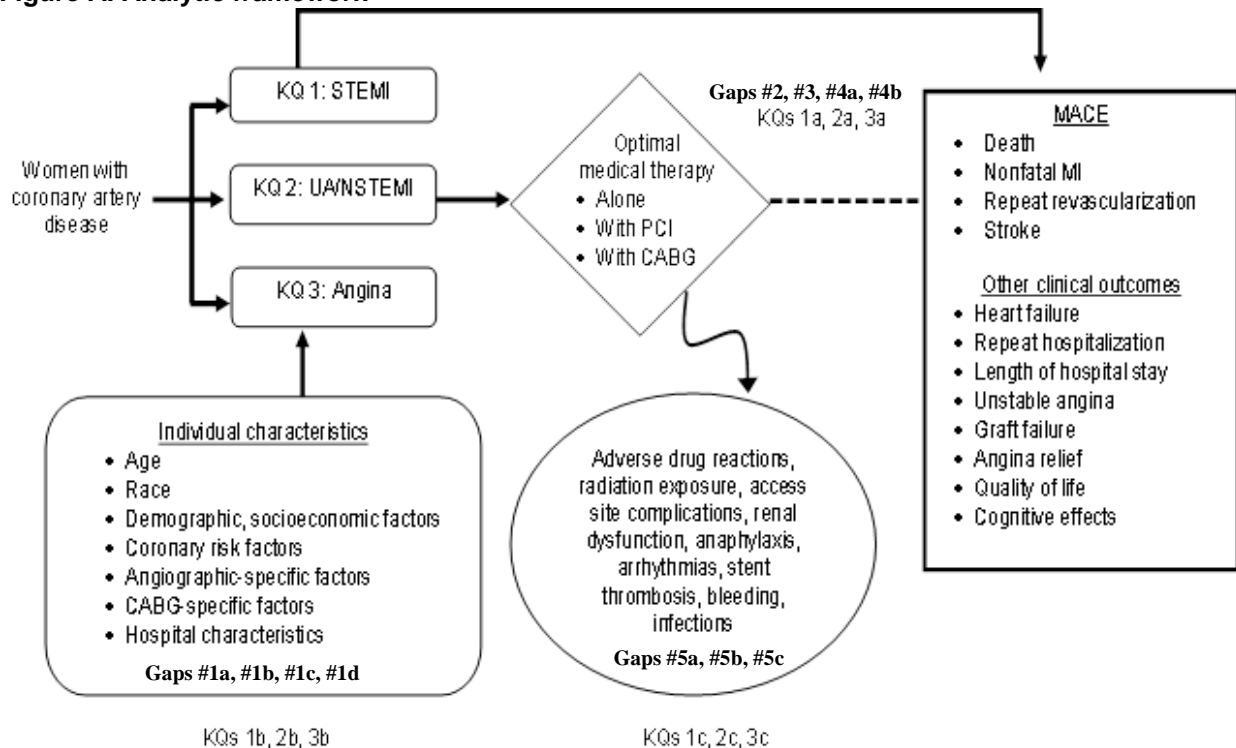 KQ 1: STEMI
Women with
coronary artery
disease
KQ 2: UA/NSTEMI
KQ 3: Angina
Optimal
medical therapy
• Alone
• With PCI
• With CABG
Gaps #2, #3, #4a, #4b
KQs 1a, 2a, 3a
MACE
• Death
• Nonfatal MI
• Repeat revascularization
• Stroke
Other clinical outcomes
• Heart failure
• Repeat hospitalization
• Length of hospital stay
• Unstable angina
• Graft failure
• Angina relief
• Quality of life
• Cognitive effects
Individual characteristics
• Age
• Race
• Demographic, socioeconomic factors
• Coronary risk factors
• Angiographic-specific factors
• CABG-specific factors
• Hospital characteristics
Gaps #1a, #1b, #1c, #1d
KQs 1b, 2b, 3b
Adverse drug reactions,
radiation exposure, access
site complications, renal
dysfunction, anaphylaxis,
arrhythmias, stent
thrombosis, bleeding,
infections
Gaps #5a, #5b, #5c
KQs 1c, 2c, 3c